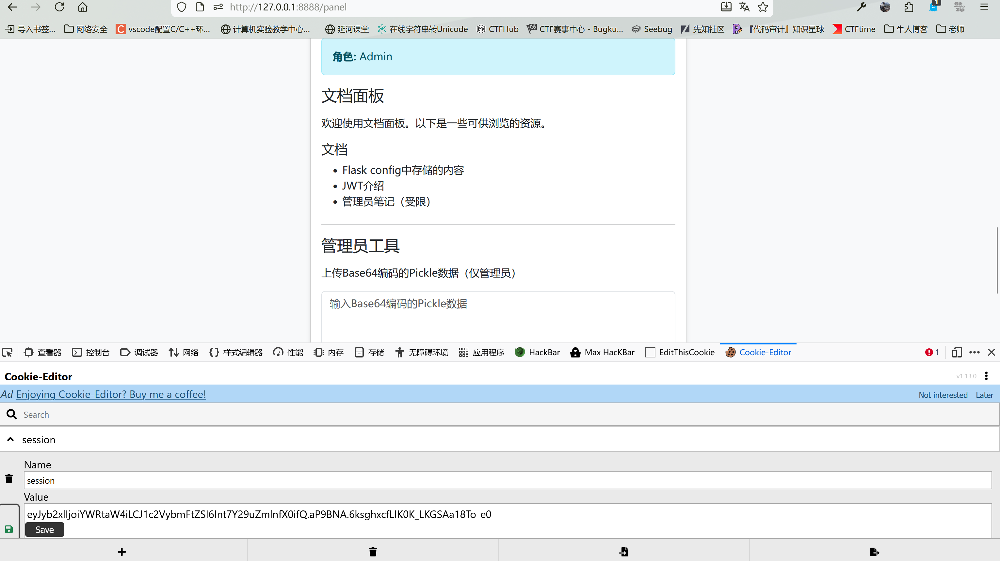 http://127.0.0.1:8888/panel
1
Git Zip
导入书签... 网络安全 vscode配置C/C++环... 计算机实验教学中心... 延河课堂 在线字符串转Unicode CTFHub CTF赛事中心 - Bugku... Seebug 先知社区 『代码审计』知识星球 CTFtime 牛人博客 老师
角色: Admin
文档面板
欢迎使用文档面板。以下是一些可供浏览的资源。
文档
• Flask config中存储的内容
• JWT介绍
• 管理员笔记（受限）
管理员工具
上传Base64编码的Pickle数据（仅管理员）
输入Base64编码的Pickle数据
查看器 控制台 调试器 网络 样式编辑器 性能 内存 存储 无障碍环境 应用程序 HackBar Max HacKBar EditThisCookie Cookie-Editor 1
Cookie-Editor v1.13.0
Ad Enjoying Cookie-Editor? Buy me a coffee! Not interested Later
Search
session
Name
session
Value
eyJyb2xlIjoiYWRtaW4iLCJ1c2VybmFtZSI6Int7Y29uZmlnfX0ifQ.aP9BNA.6ksghxcfLIK0K_LKGSAa18To-e0
Save